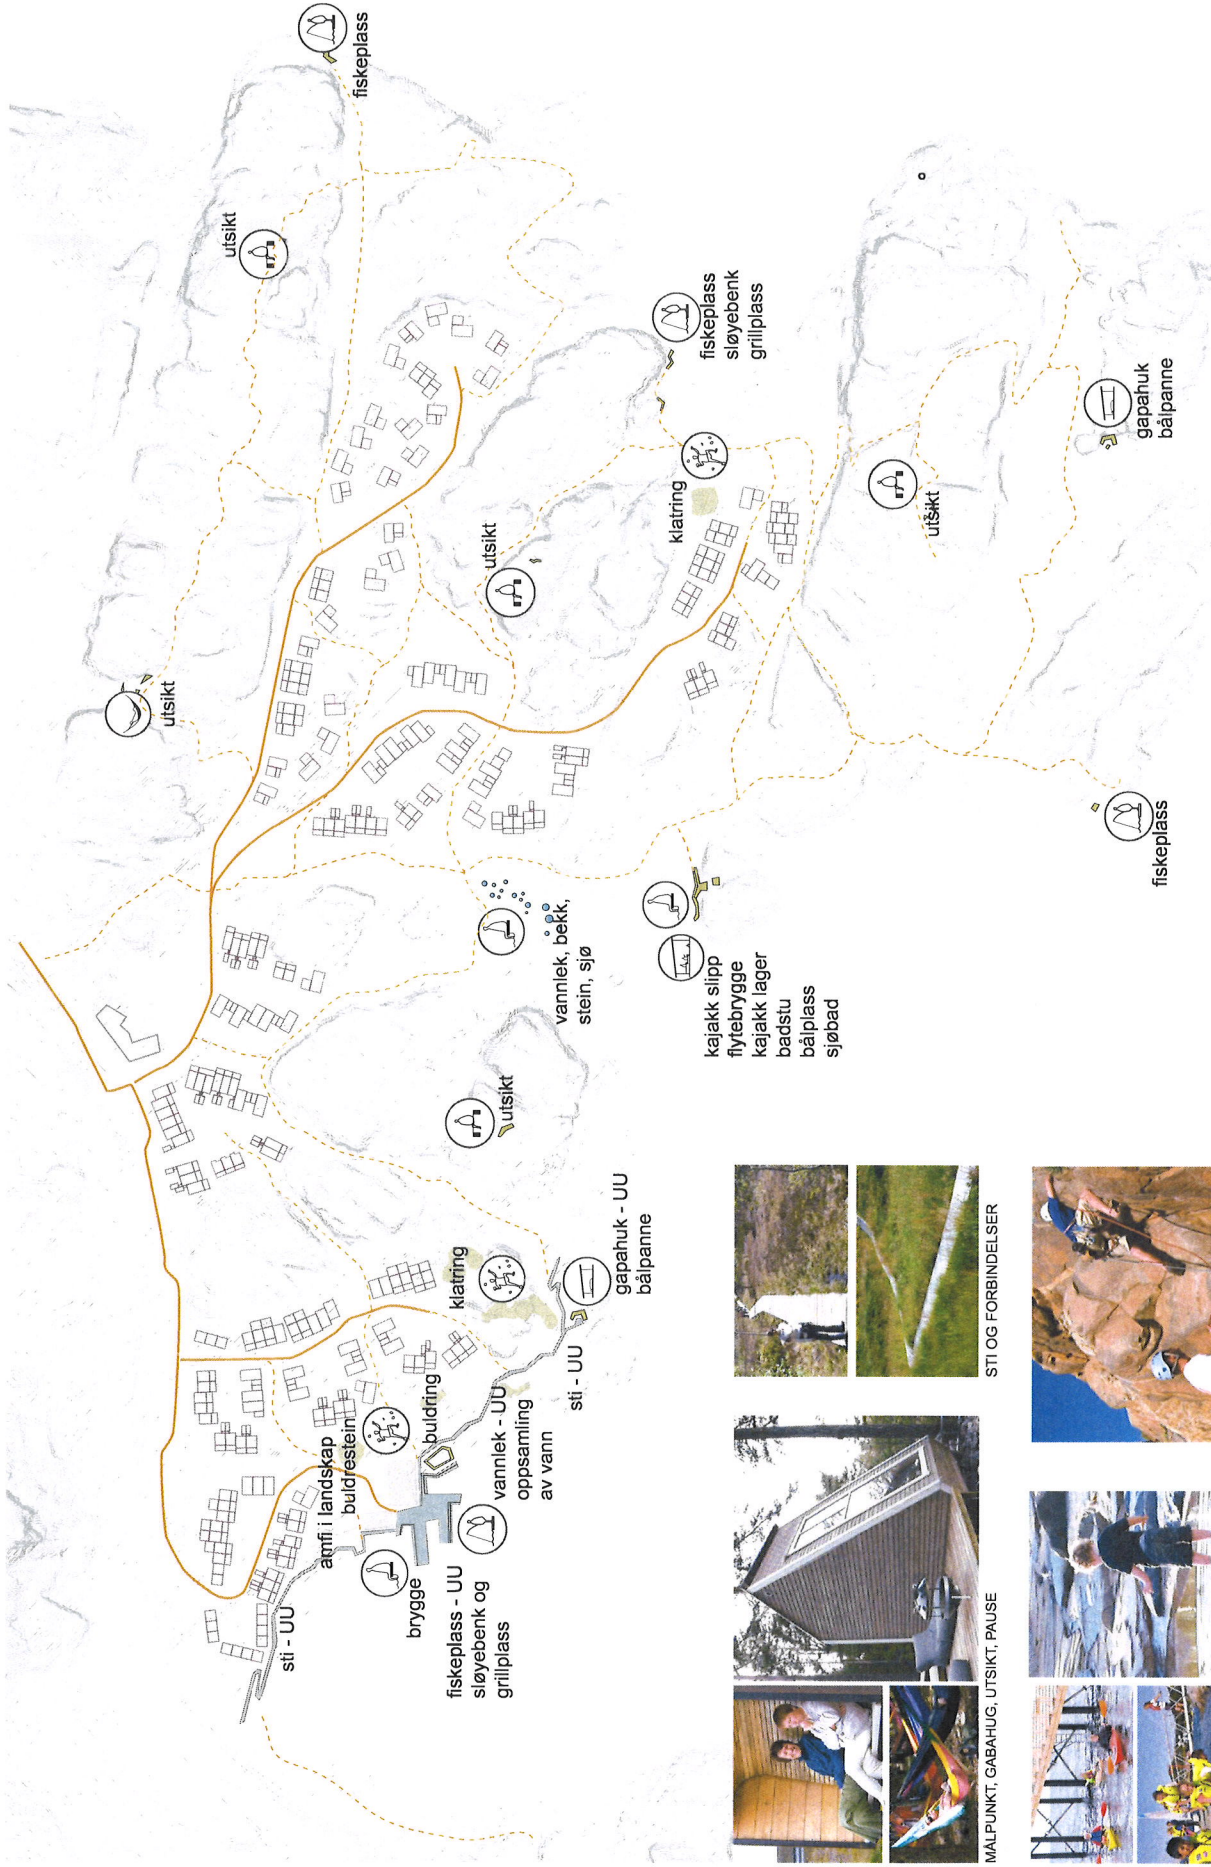 utsikt
utsikt
fiskeplass
utsikt
fiskeplass
sløyebenk
grillplass
klatring
utsikt
gapahuk
bålpanne
fiskeplass
vannlek, bekk,
stein, sjø
kajakk slipp
flytebrygge
kajakk lager
badstu
bålplass
sjøbad
utsikt
klatring
gapahuk - UU
bålpanne
sti - UU
amfi i landskap
buldrestein
buldring
vannlek - UU
oppsamling
av vann
brygge
fiskeplass - UU
sløyebenk og
grillplass
sti - UU
MÅLPUNKT, GABAHUG, UTSIKT, PAUSE
STI OG FORBINDELSER